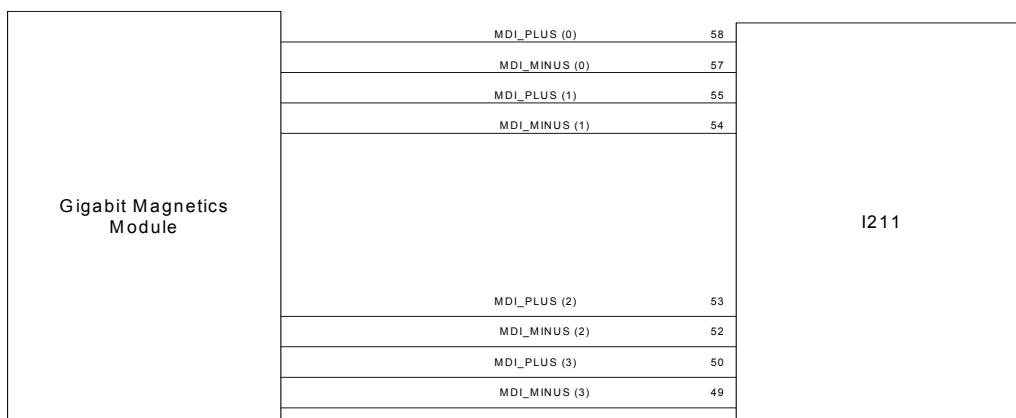 MDI_PLUS (0) 58
MDI_MINUS (0) 57
MDI_PLUS (1) 55
MDI_MINUS (1) 54
Gigabit Magnetics
Module
I211
MDI_PLUS (2) 53
MDI_MINUS (2) 52
MDI_PLUS (3) 50
MDI_MINUS (3) 49